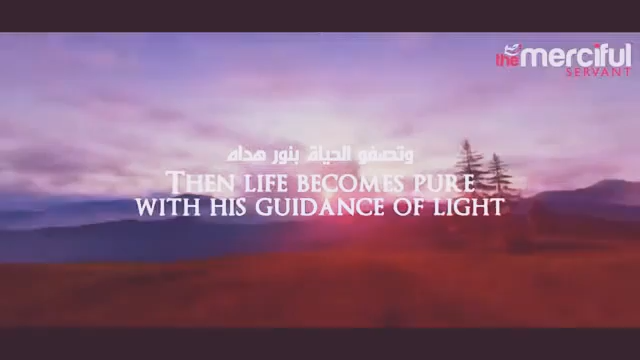 the merciful
SERVANT
وتصفو الحياة بنور هداه
THEN LIFE BECOMES PURE
WITH HIS GUIDANCE OF LIGHT